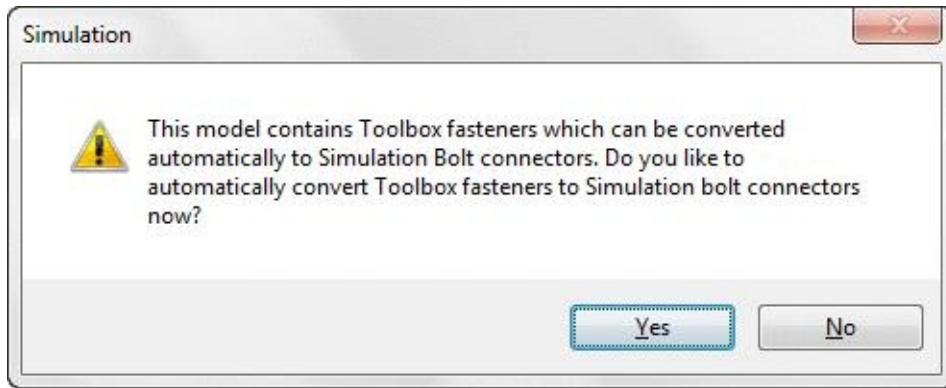 Simulation
This model contains Toolbox fasteners which can be converted
automatically to Simulation Bolt connectors. Do you like to
automatically convert Toolbox fasteners to Simulation bolt connectors
now?
Yes No